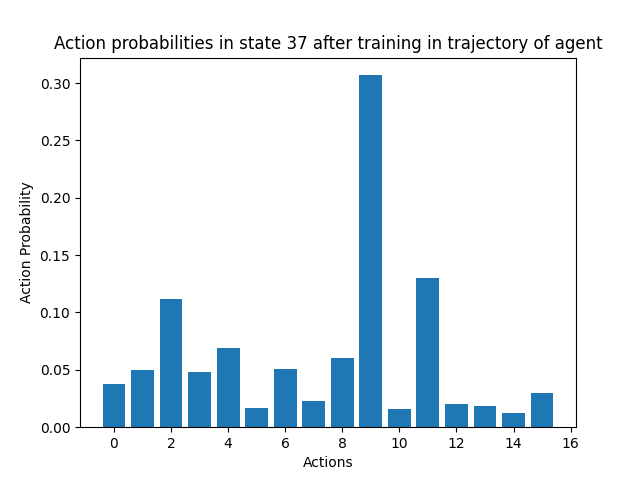 Action probabilities in state 37 after training in trajectory of agent
0.30
0.25
0.20
0.15
0.10
0.05
0.00
Action Probability
0 2 4 6 8 10 12 14 16
Actions